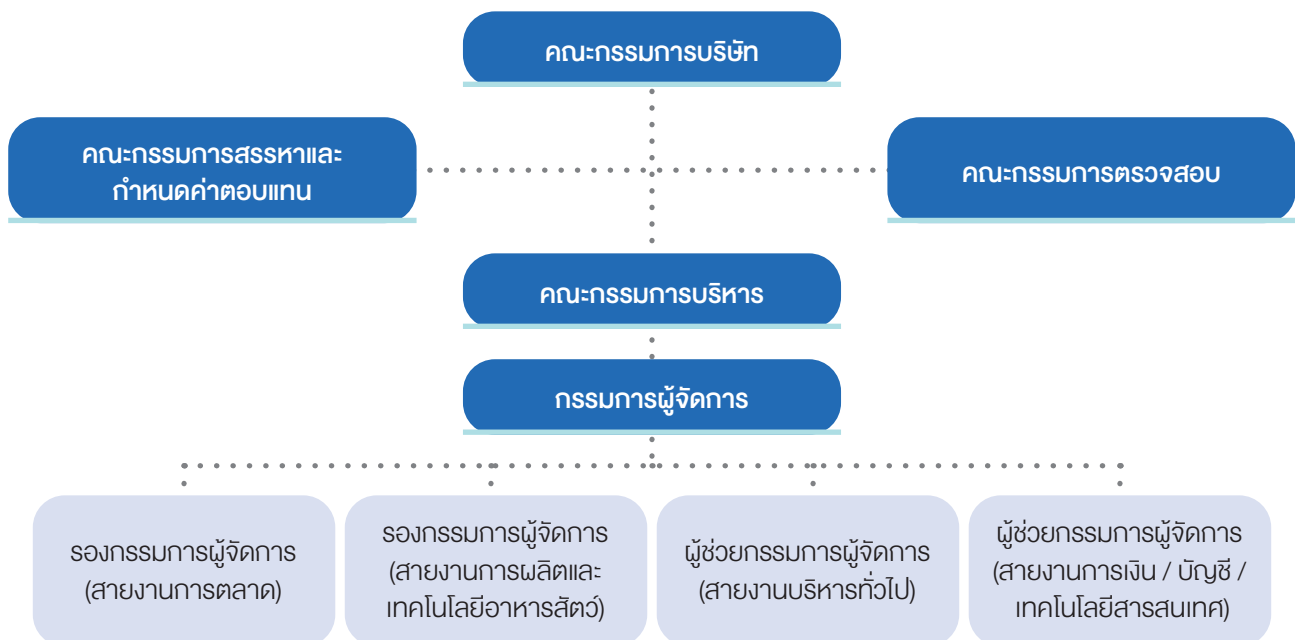 คณะกรรมการบริษัท
คณะกรรมการสรรหาและ
กำหนดค่าตอบแทน
คณะกรรมการตรวจสอบ
คณะกรรมการบริหาร
กรรมการผู้จัดการ
รองกรรมการผู้จัดการ
(สายงานการตลาด)
รองกรรมการผู้จัดการ
(สายงานการผลิตและ
เทคโนโลยีอาหารสัตว์)
ผู้ช่วยกรรมการผู้จัดการ
(สายงานบริหารทั่วไป)
ผู้ช่วยกรรมการผู้จัดการ
(สายงานการเงิน / บัญชี /
เทคโนโลยีสารสนเทศ)